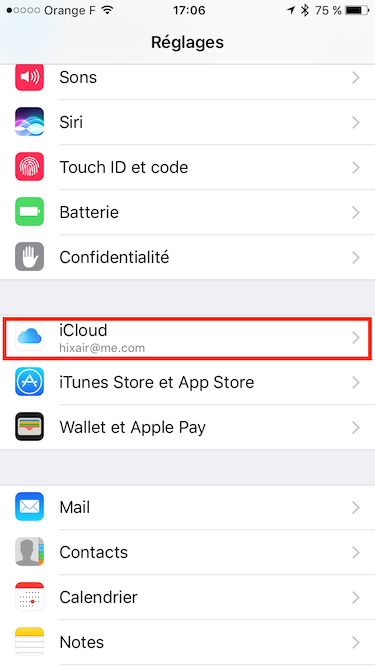 Orange F 17:06 75 %
Réglages
Sons
Siri
Touch ID et code
Batterie
Confidentialité
iCloud
hixair@me.com
iTunes Store et App Store
Wallet et Apple Pay
Mail
Contacts
Calendrier
Notes